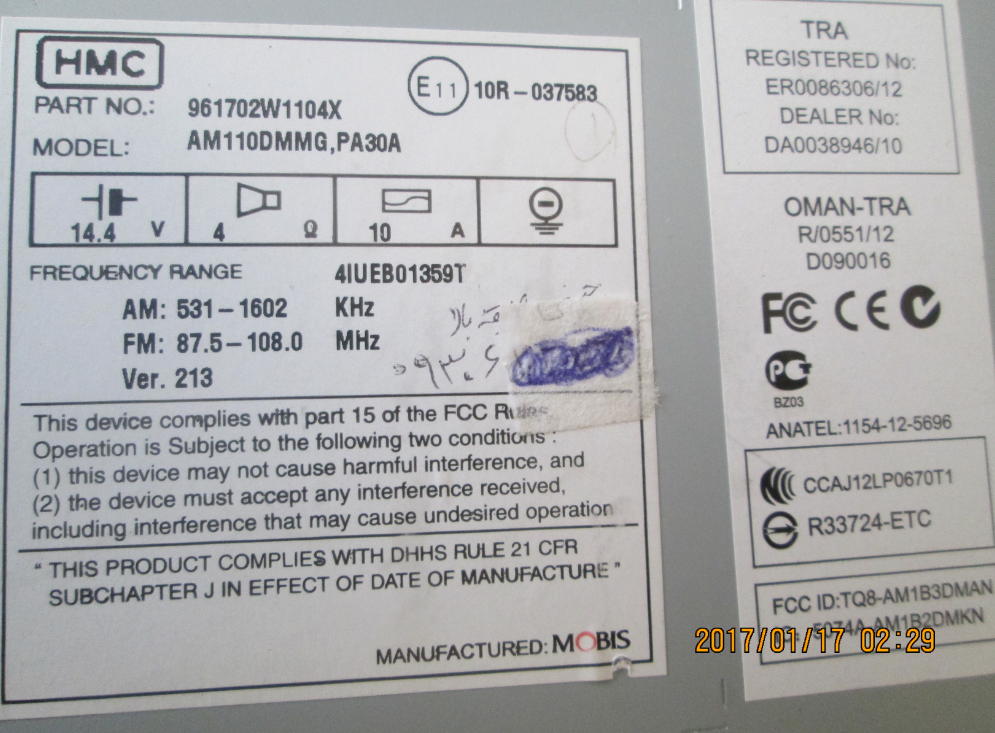 HMC
E11 10R-037583
PART NO.: 961702W1104X
MODEL: AM110DMMG,PA30A
14.4 V 4 Ω 10 A
FREQUENCY RANGE 4IUEB01359T
AM: 531-1602 KHz
FM: 87.5-108.0 MHz
Ver. 213
۰۹۳۰۶
This device complies with part 15 of the FCC Rules.
Operation is Subject to the following two conditions :
(1) this device may not cause harmful interference, and
(2) the device must accept any interference received,
including interference that may cause undesired operation
" THIS PRODUCT COMPLIES WITH DHHS RULE 21 CFR
SUBCHAPTER J IN EFFECT OF DATE OF MANUFACTURE "
MANUFACTURED: MOBIS
TRA
REGISTERED No:
ER0086306/12
DEALER No:
DA0038946/10
OMAN-TRA
R/0551/12
D090016
FC CE
PG
BZ03
ANATEL:1154-12-5696
CCAJ12LP0670T1
R33724-ETC
FCC ID:TQ8-AM1B3DMAN
5074A-AM1B2DMKN
2017/01/17 02:29